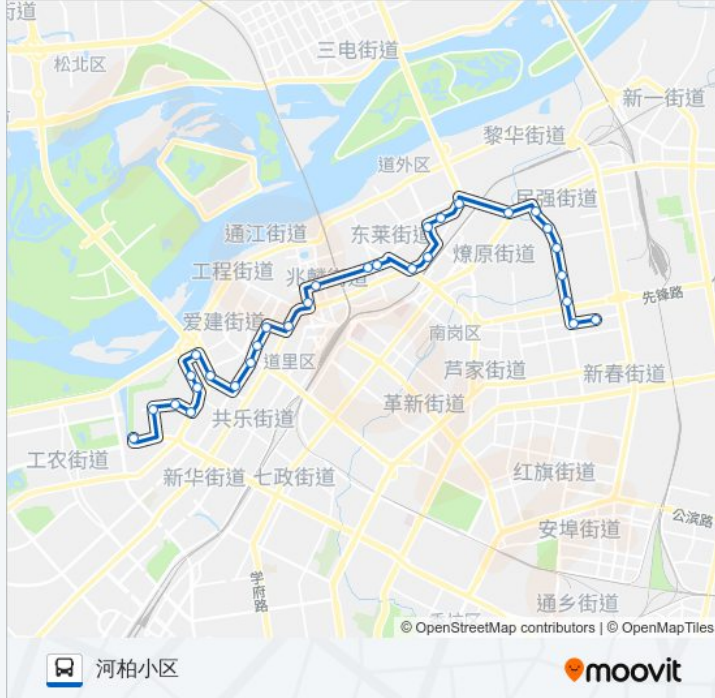 街道
三电街道
松北区
新一街道
黎华街道
道外区
民强街道
通江街道
东莱街道
燎原街道
工程街道
兆麟街道
先锋路
爱建街道
南岗区
道里区
芦家街道
新春街道
革新街道
共乐街道
工农街道
新华街道
七政街道
红旗街道
公滨路
安埠街道
学府路
通乡街道
© OpenStreetMap contributors | © OpenMapTiles
河柏小区
moovit